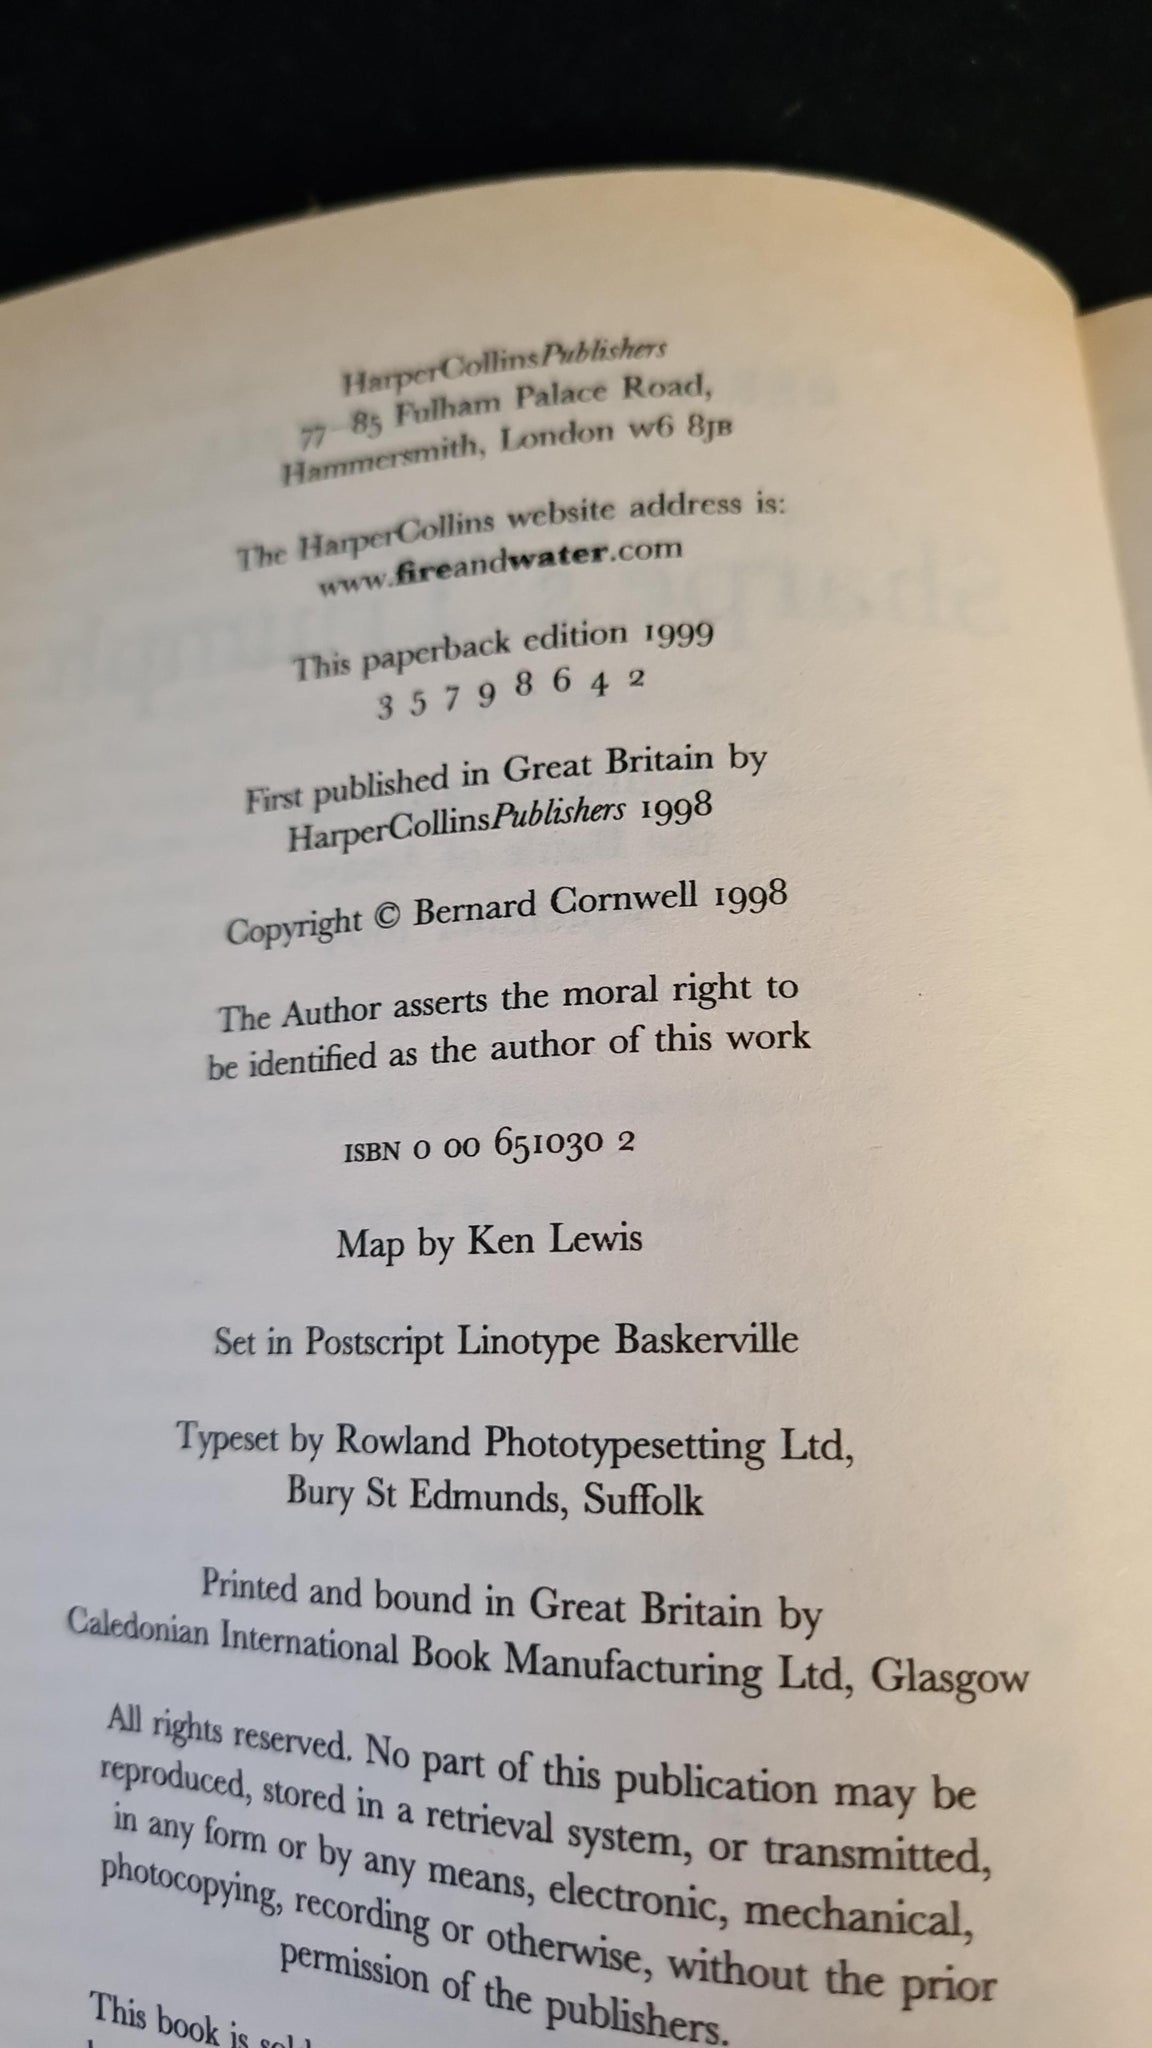 HarperCollinsPublishers
77–85 Fulham Palace Road,
Hammersmith, London W6 8JB
The HarperCollins website address is:
www.fireandwater.com
This paperback edition 1999
3 5 7 9 8 6 4 2
First published in Great Britain by
HarperCollinsPublishers 1998
Copyright © Bernard Cornwell 1998
The Author asserts the moral right to
be identified as the author of this work
ISBN 0 00 651030 2
Map by Ken Lewis
Set in Postscript Linotype Baskerville
Typeset by Rowland Phototypesetting Ltd,
Bury St Edmunds, Suffolk
Printed and bound in Great Britain by
Caledonian International Book Manufacturing Ltd, Glasgow
All rights reserved. No part of this publication may be
reproduced, stored in a retrieval system, or transmitted,
in any form or by any means, electronic, mechanical,
photocopying, recording or otherwise, without the prior
permission of the publishers.
This book is